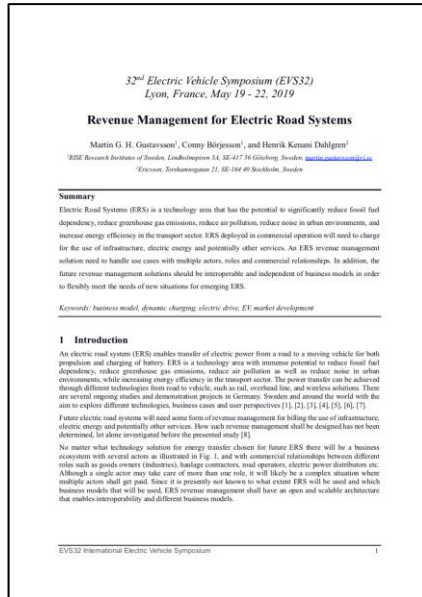 32nd Electric Vehicle Symposium (EVS32)
Lyon, France, May 19 - 22, 2019
Revenue Management for Electric Road Systems
Martin G. H. Gustavsson1, Conny Börjesson2, and Henrik Kenani Dahlgren2
1RISE Research Institutes of Sweden, Lindholmspiren 3A, SE-417 56 Göteborg, Sweden, martin.gustavsson@ri.se
2Ericsson, Torshamnsgatan 21, SE-164 40 Stockholm, Sweden
Summary
Electric Road Systems (ERS) is a technology area that has the potential to significantly reduce fossil fuel
dependency, reduce greenhouse gas emissions, reduce air pollution, reduce noise in urban environments, and
increase energy efficiency in the transport sector. ERS deployed in commercial operation will need to charge
for the use of infrastructure, electric energy and potentially other services. An ERS revenue management
solution need to handle use cases with multiple actors, roles and commercial relationships. In addition, the
future revenue management solutions should be interoperable and independent of business models in order
to flexibly meet the needs of new situations for emerging ERS.
Keywords: business model, dynamic charging, electric drive, EV, market development
1 Introduction
An electric road system (ERS) enables transfer of electric power from a road to a moving vehicle for both
propulsion and charging of battery. ERS is a technology area with immense potential to reduce fossil fuel
dependency, reduce greenhouse gas emissions, reduce air pollution as well as reduce noise in urban
environments, while increasing energy efficiency in the transport sector. The power transfer can be achieved
through different technologies from road to vehicle, such as rail, overhead line, and wireless solutions. There
are several ongoing studies and demonstration projects in Germany, Sweden and around the world with the
aim to explore different technologies, business cases and user perspectives [1], [2], [3], [4], [5], [6], [7].
Future electric road systems will need some form of revenue management for billing the use of infrastructure,
electric energy and potentially other services. How such revenue management shall be designed has not been
determined, let alone investigated before the presented study [8].
No matter what technology solution for energy transfer chosen for future ERS there will be a business
ecosystem with several actors as illustrated in Fig. 1, and with commercial relationships between different
roles such as goods owners (industries), haulage contractors, road operators, electric power distributors etc.
Although a single actor may take care of more than one role, it will likely be a complex situation where
multiple actors shall get paid. Since it is presently not known to what extent ERS will be used and which
business models that will be used, ERS revenue management shall have an open and scalable architecture
that enables interoperability and different business models.
EVS32 International Electric Vehicle Symposium 1